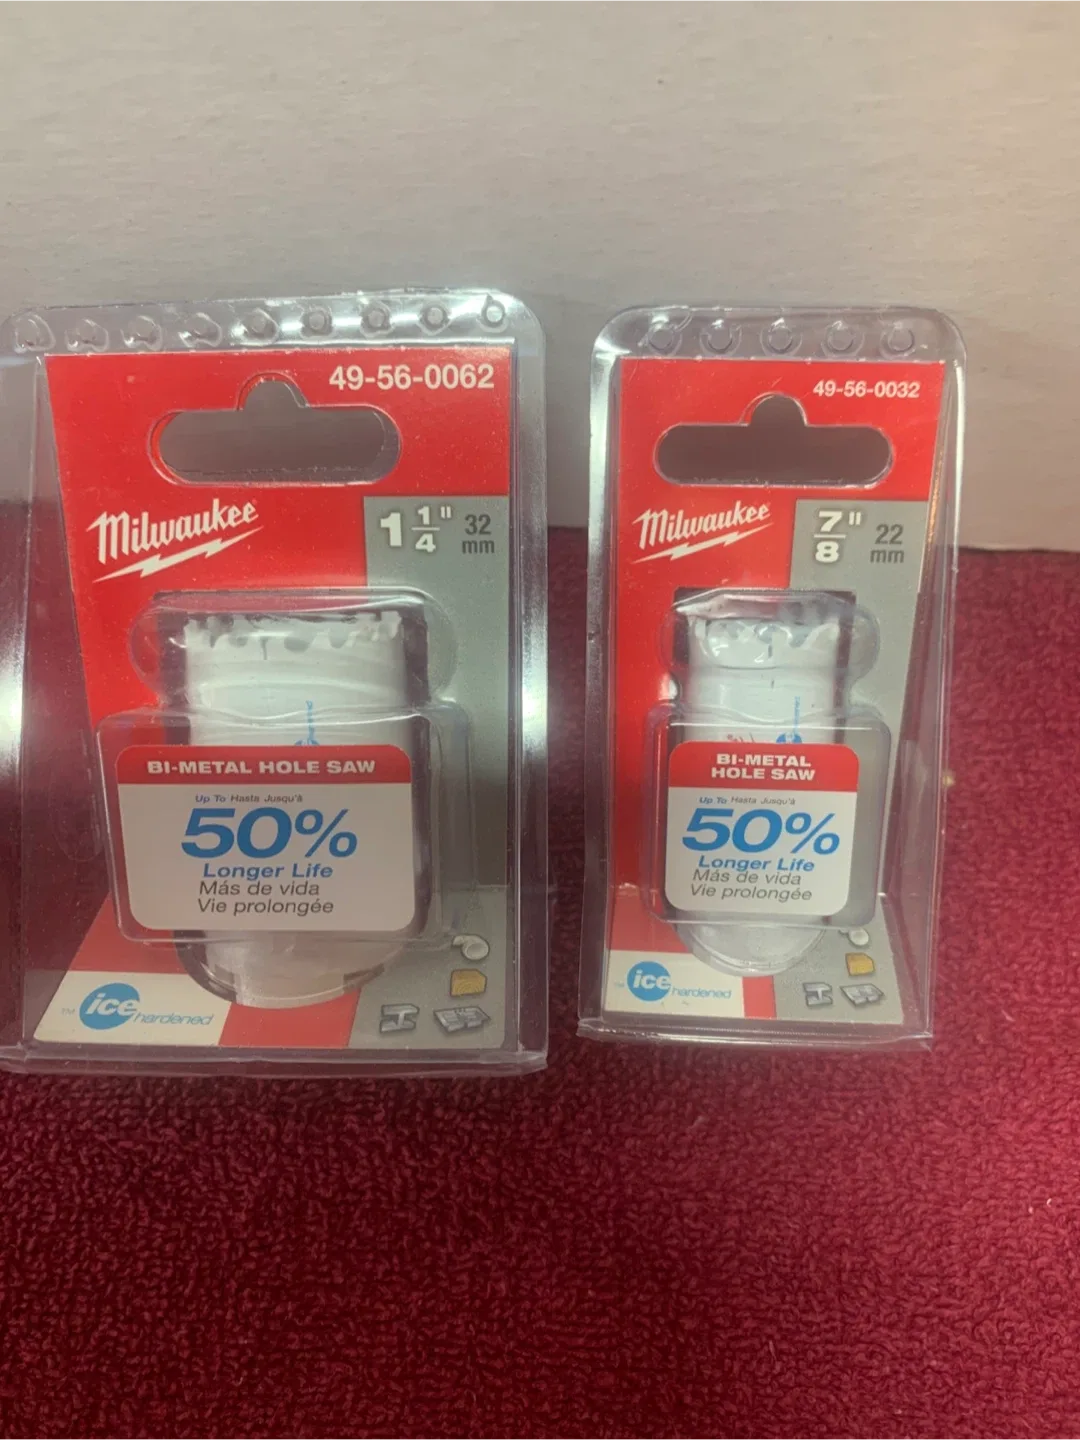 49-56-0062
Milwaukee
1 1/4" 32 mm
BI-METAL HOLE SAW
Up To Hasta Jusqu'à
50%
Longer Life
Más de vida
Vie prolongée
ice hardened
49-56-0032
Milwaukee
7/8" 22 mm
BI-METAL
HOLE SAW
Up To Hasta Jusqu'à
50%
Longer Life
Más de vida
Vie prolongée
ice hardened